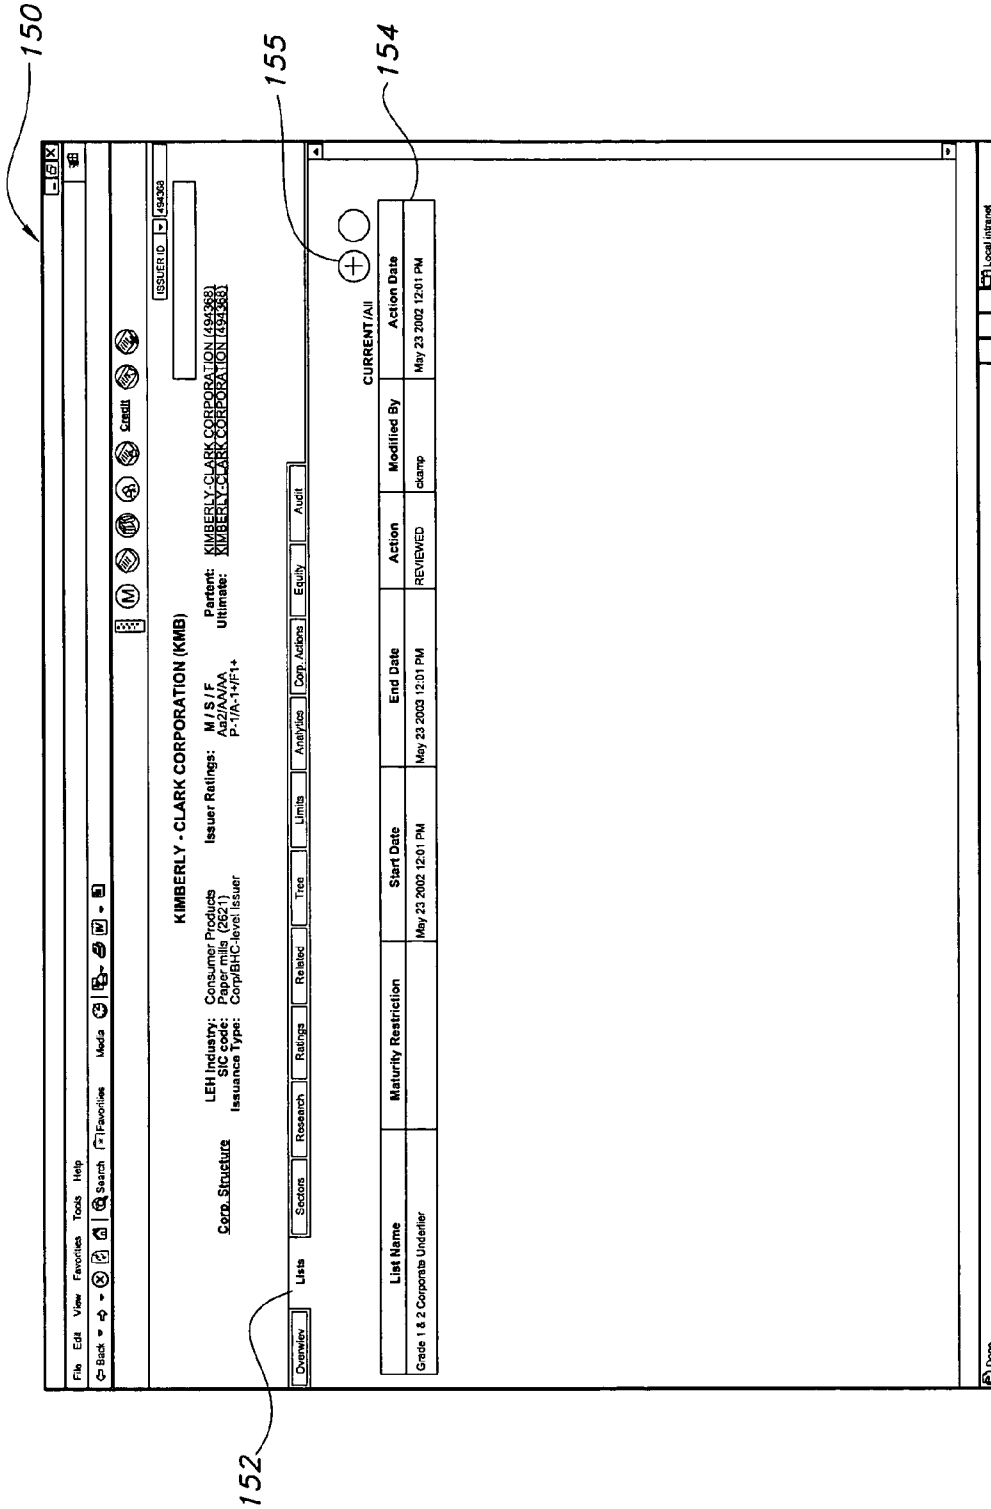 150
File Edit View Favorites Tools Help
Back Search Favorites Media
M Credit
ISSUER ID 494368
KIMBERLY - CLARK CORPORATION (KMB)
Corp. Structure
LEH Industry: Consumer Products
SIC code: Paper mills (2621)
Issuance Type: Corp/BHC-level Issuer
Issuer Ratings: M / S / F
Aa2/AA/AA
P-1/A-1+/F1+
Partent: KIMBERLY-CLARK CORPORATION (494368)
Ultimate: KIMBERLY-CLARK CORPORATION (494368)
152
Overwiev Lists Sectors Research Ratings Related Tree Limits Analytics Corp. Actions Equity Audit
155
CURRENT/All
154
List Name Maturity Restriction Start Date End Date Action Modified By Action Date
Grade 1 & 2 Corporate Underlier May 23 2002 12:01 PM May 23 2003 12:01 PM REVIEWED ckamp May 23 2002 12:01 PM
Done Local intranet